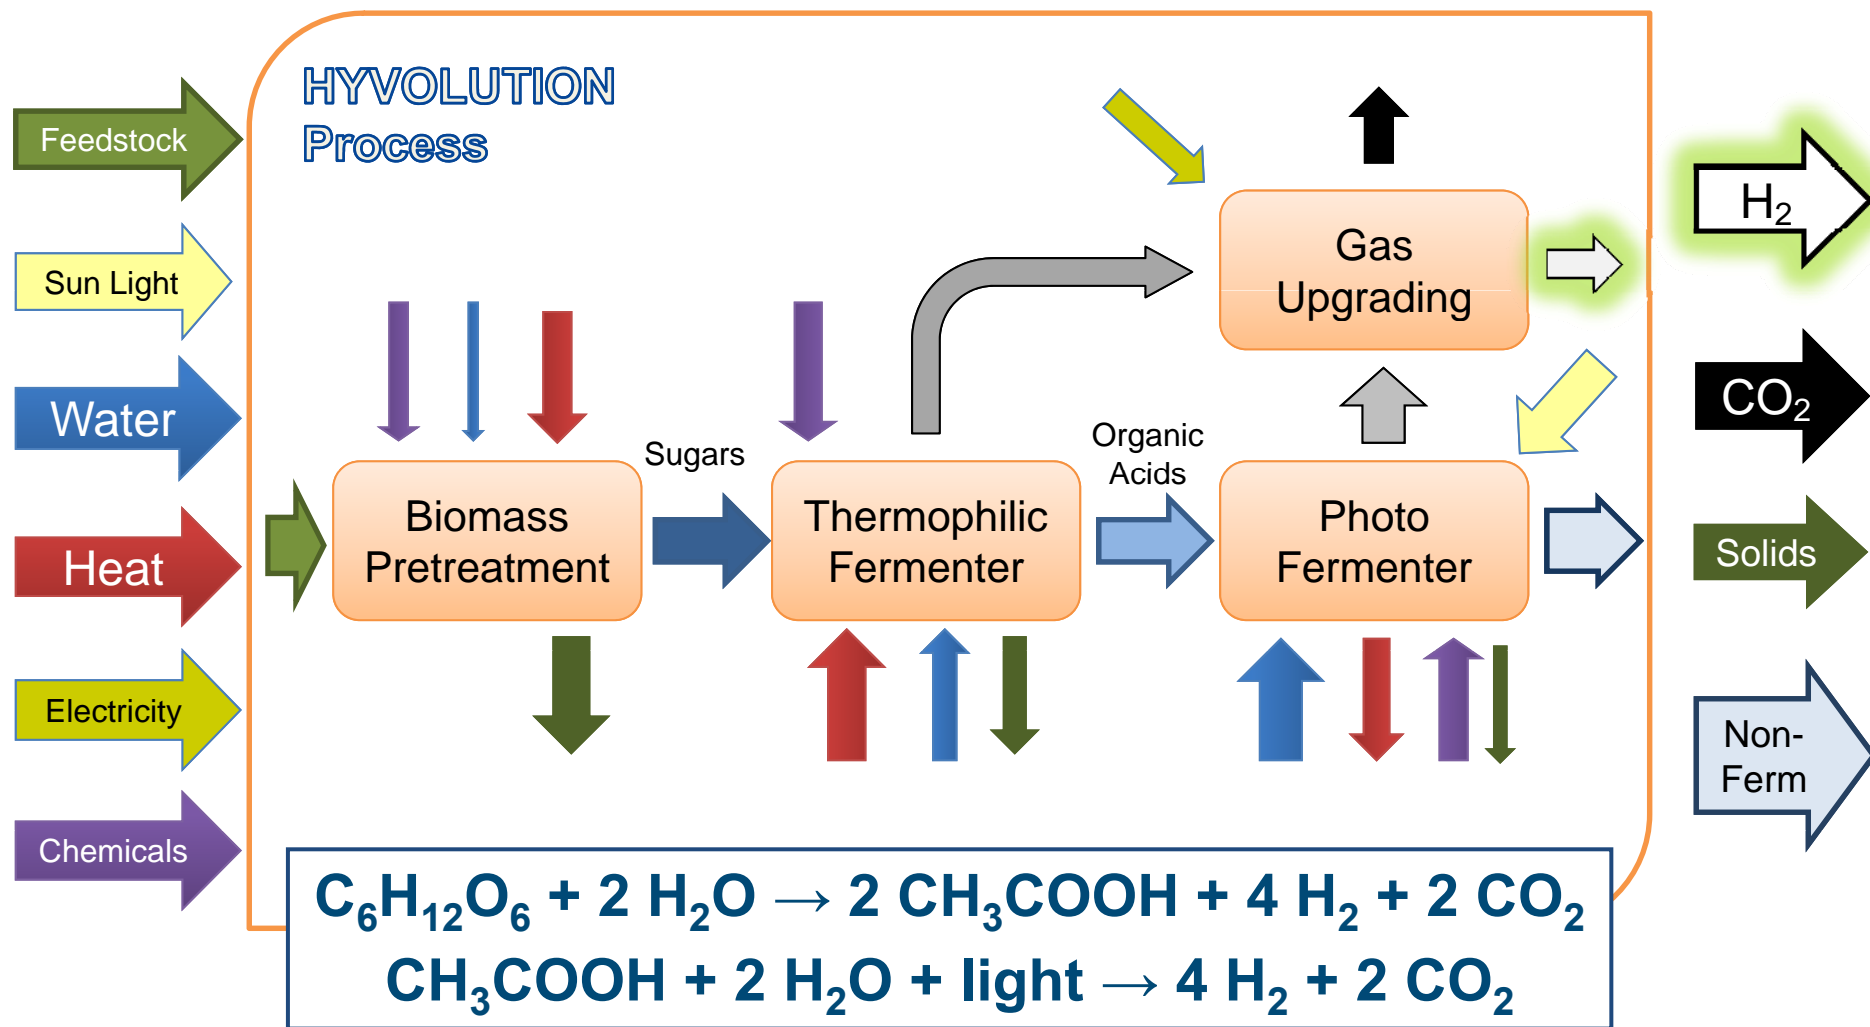 HYVOLUTION
Process
Feedstock
Sun Light
Water
Heat
Electricity
Chemicals
Gas
Upgrading
Sugars
Organic
Acids
Biomass
Pretreatment
Thermophilic
Fermenter
Photo
Fermenter
H₂
CO₂
Solids
Non-
Ferm
C₆H₁₂O₆ + 2 H₂O → 2 CH₃COOH + 4 H₂ + 2 CO₂
CH₃COOH + 2 H₂O + light → 4 H₂ + 2 CO₂